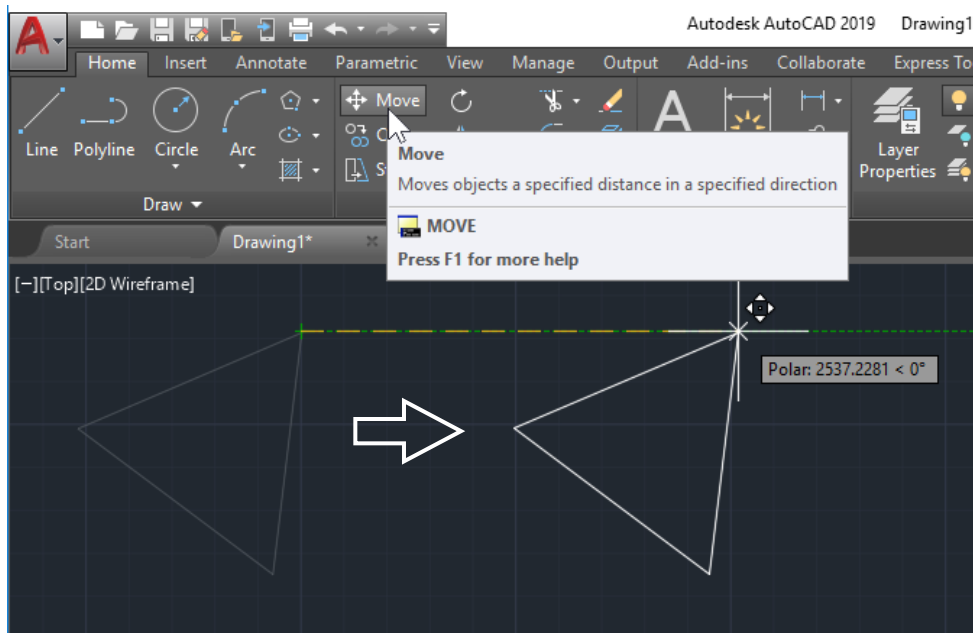 Autodesk AutoCAD 2019 Drawing1
Home Insert Annotate Parametric View Manage Output Add-ins Collaborate Express To
Move
Line Polyline Circle Arc
Layer
Properties
Draw
Move
Moves objects a specified distance in a specified direction
MOVE
Press F1 for more help
Start Drawing1*
[−][Top][2D Wireframe]
Polar: 2537.2281 < 0°